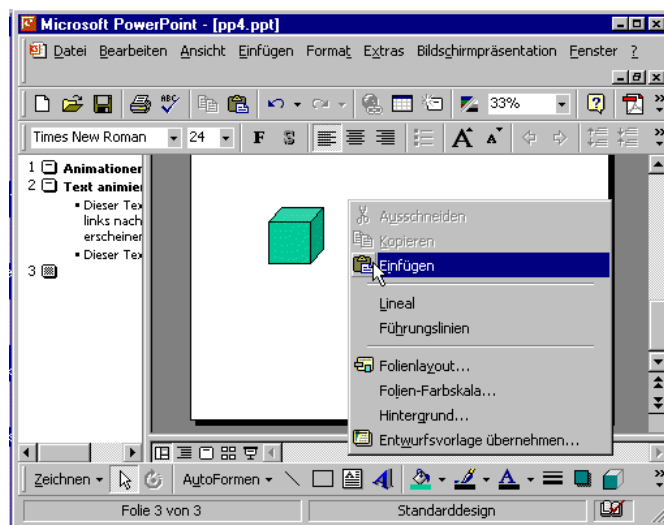 Microsoft PowerPoint - [pp4.ppt]
Datei Bearbeiten Ansicht Einfügen Format Extras Bildschirmpräsentation Fenster ?
ABC
33%
Times New Roman 24 F S A A
1 Animationen
2 Text animier
Dieser Tex
links nach
erscheinen
Dieser Tex
3
Ausschneiden
Kopieren
Einfügen
Lineal
Führungslinien
Folienlayout...
Folien-Farbskala...
Hintergrund...
Entwurfsvorlage übernehmen...
Zeichnen AutoFormen A A
Folie 3 von 3 Standarddesign